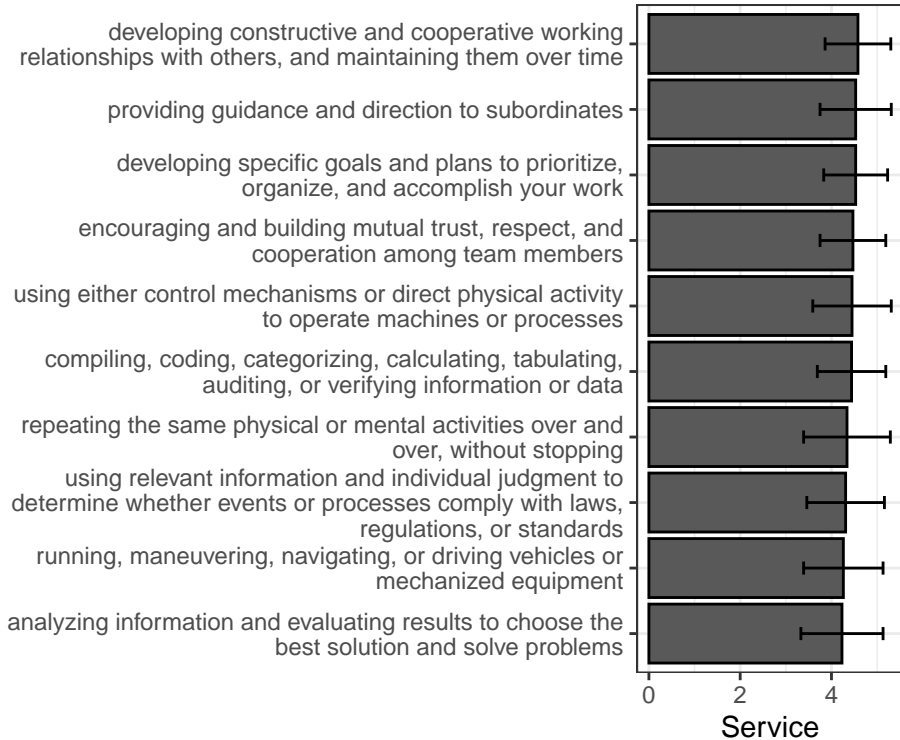 developing constructive and cooperative working
relationships with others, and maintaining them over time
providing guidance and direction to subordinates
developing specific goals and plans to prioritize,
organize, and accomplish your work
encouraging and building mutual trust, respect, and
cooperation among team members
using either control mechanisms or direct physical activity
to operate machines or processes
compiling, coding, categorizing, calculating, tabulating,
auditing, or verifying information or data
repeating the same physical or mental activities over and
over, without stopping
using relevant information and individual judgment to
determine whether events or processes comply with laws,
regulations, or standards
running, maneuvering, navigating, or driving vehicles or
mechanized equipment
analyzing information and evaluating results to choose the
best solution and solve problems
0 2 4
Service